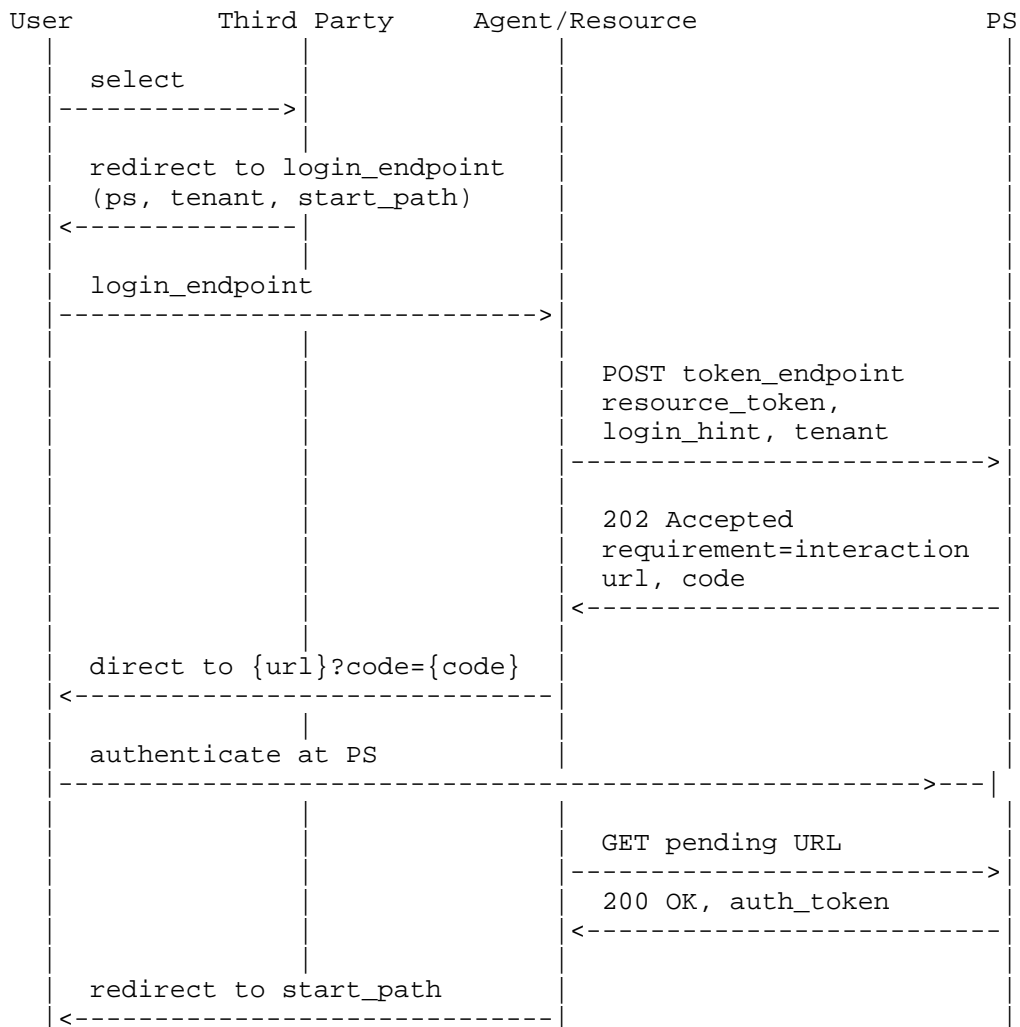 User Third Party Agent/Resource PS
select
redirect to login_endpoint
(ps, tenant, start_path)
login_endpoint
POST token_endpoint
resource_token,
login_hint, tenant
202 Accepted
requirement=interaction
url, code
direct to {url}?code={code}
authenticate at PS
GET pending URL
200 OK, auth_token
redirect to start_path